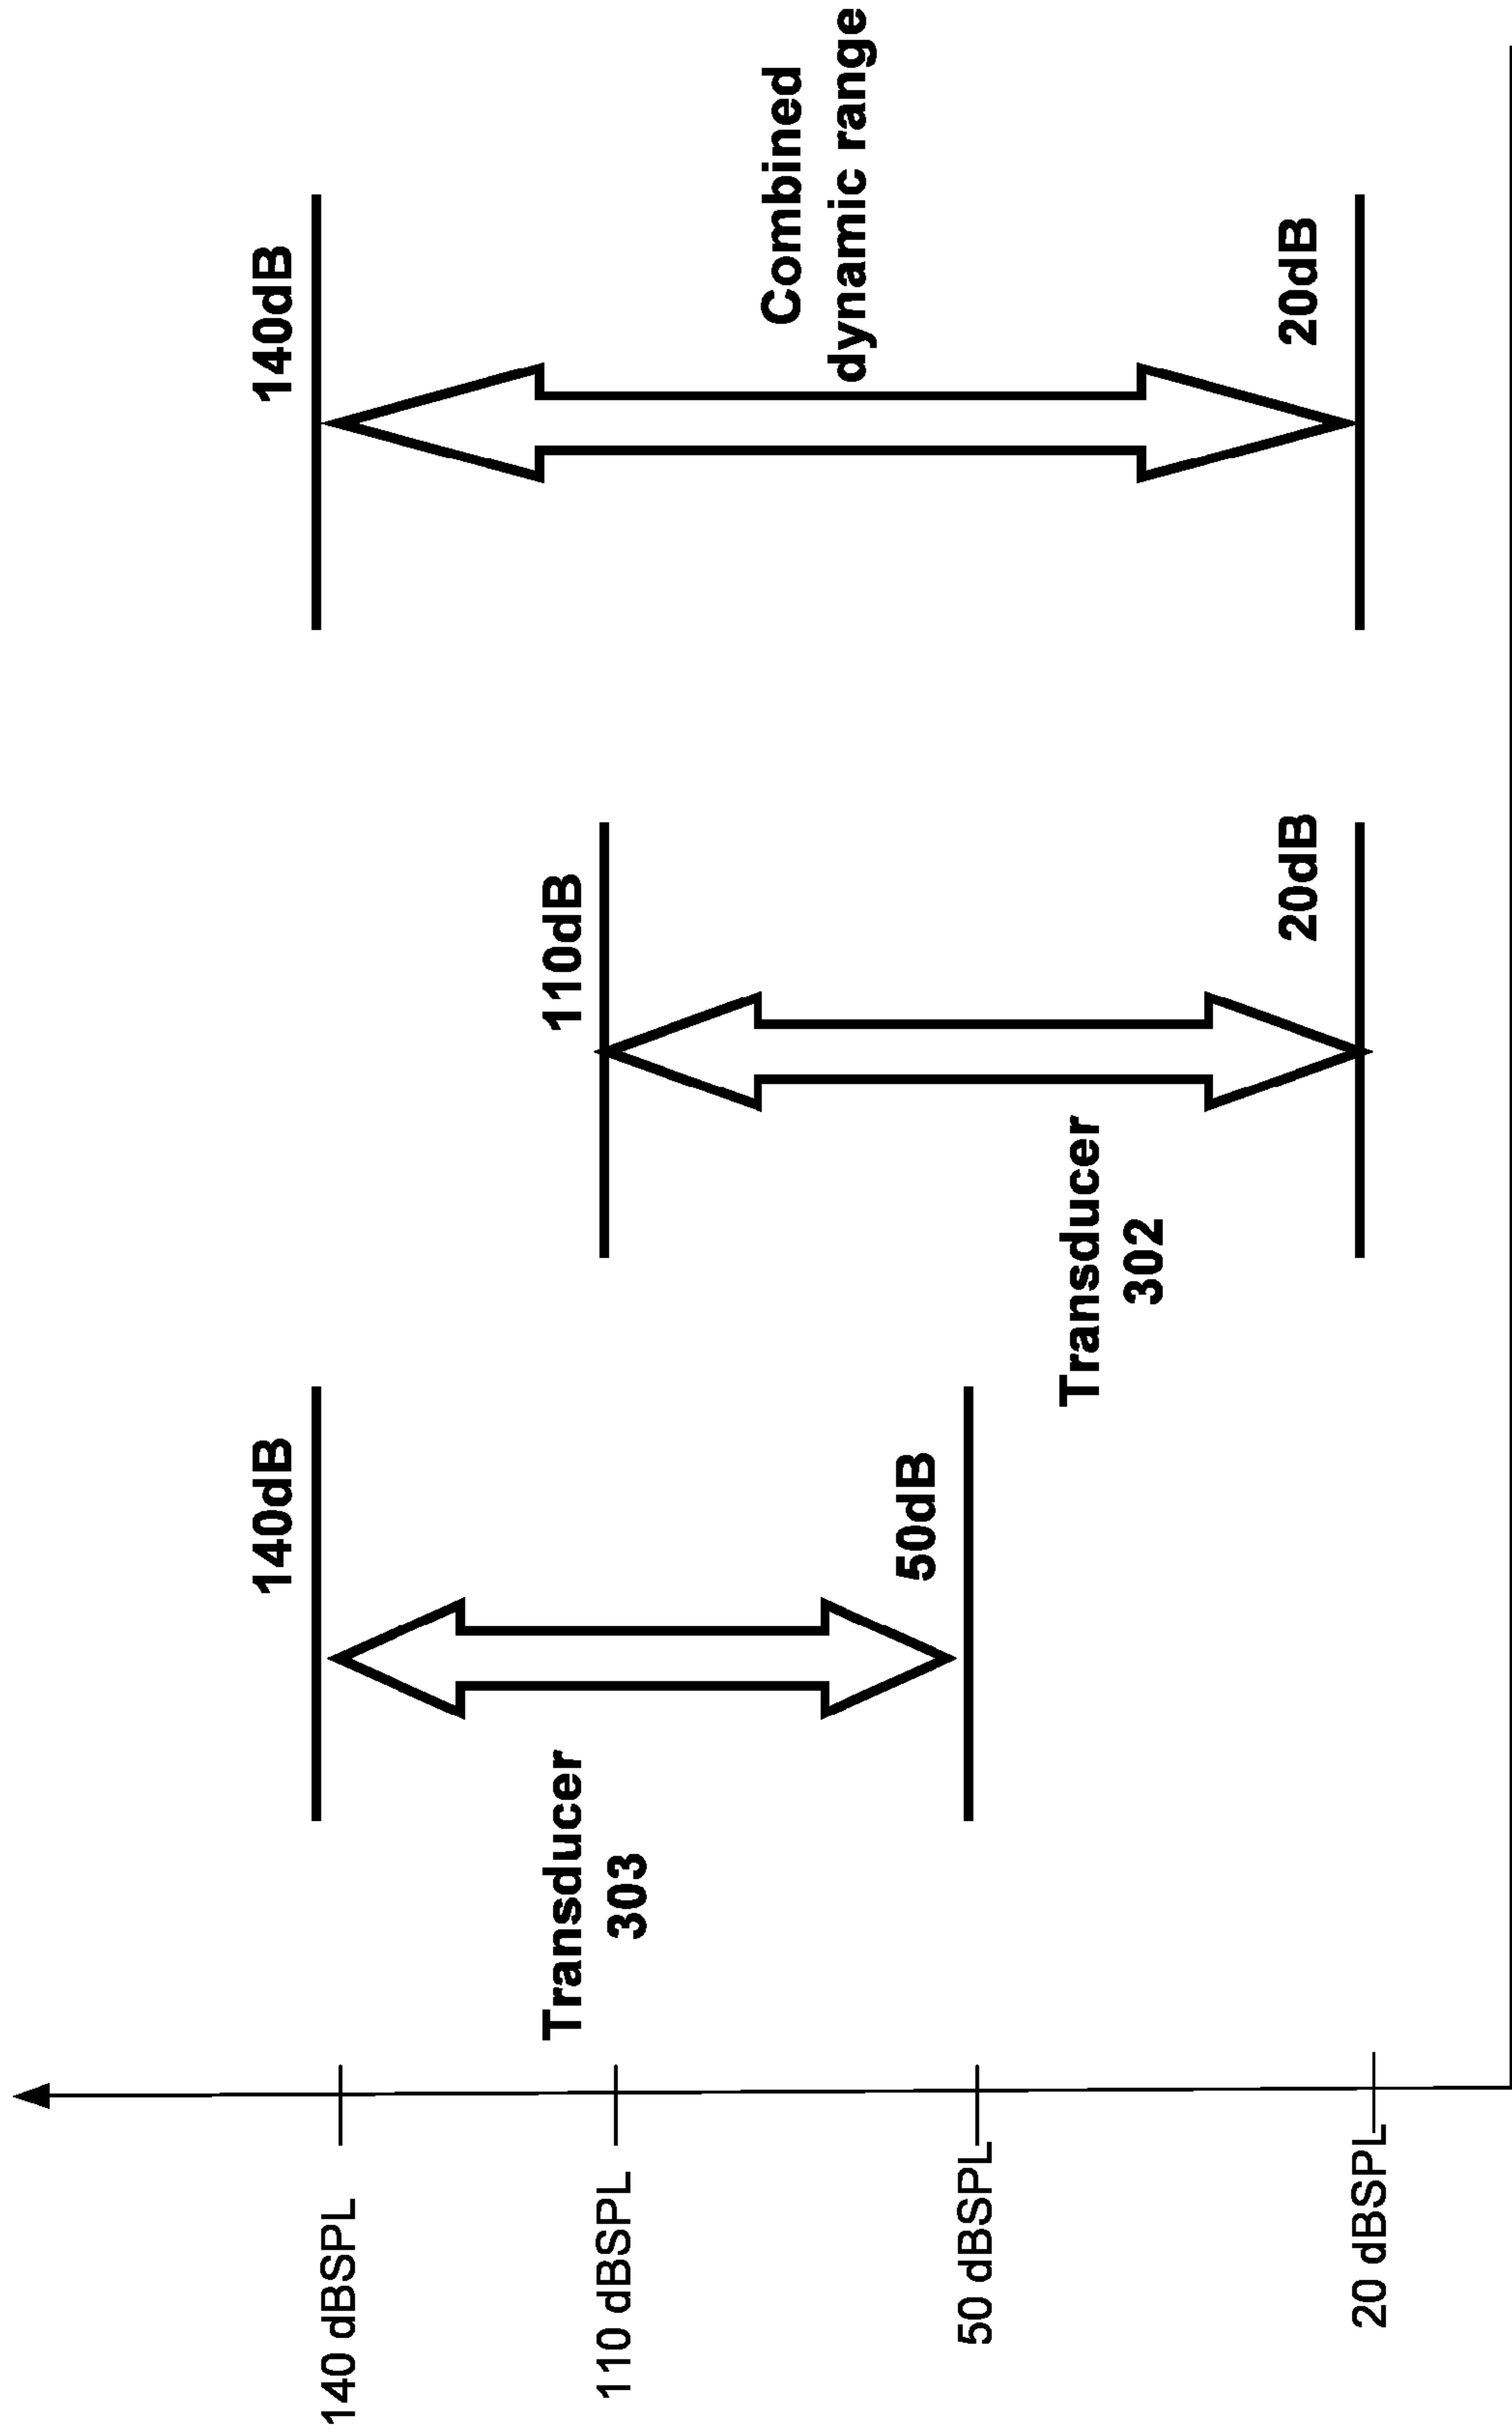 140 dBSPL
110 dBSPL
50 dBSPL
20 dBSPL
Transducer
303
140dB
50dB
Transducer
302
110dB
20dB
140dB
Combined
dynamic range
20dB